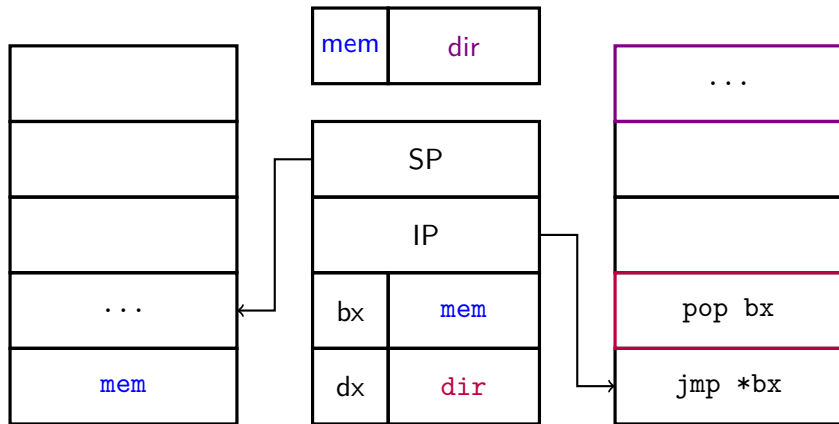 mem dir
...
SP
IP
...
bx mem
pop bx
mem
dx dir
jmp *bx